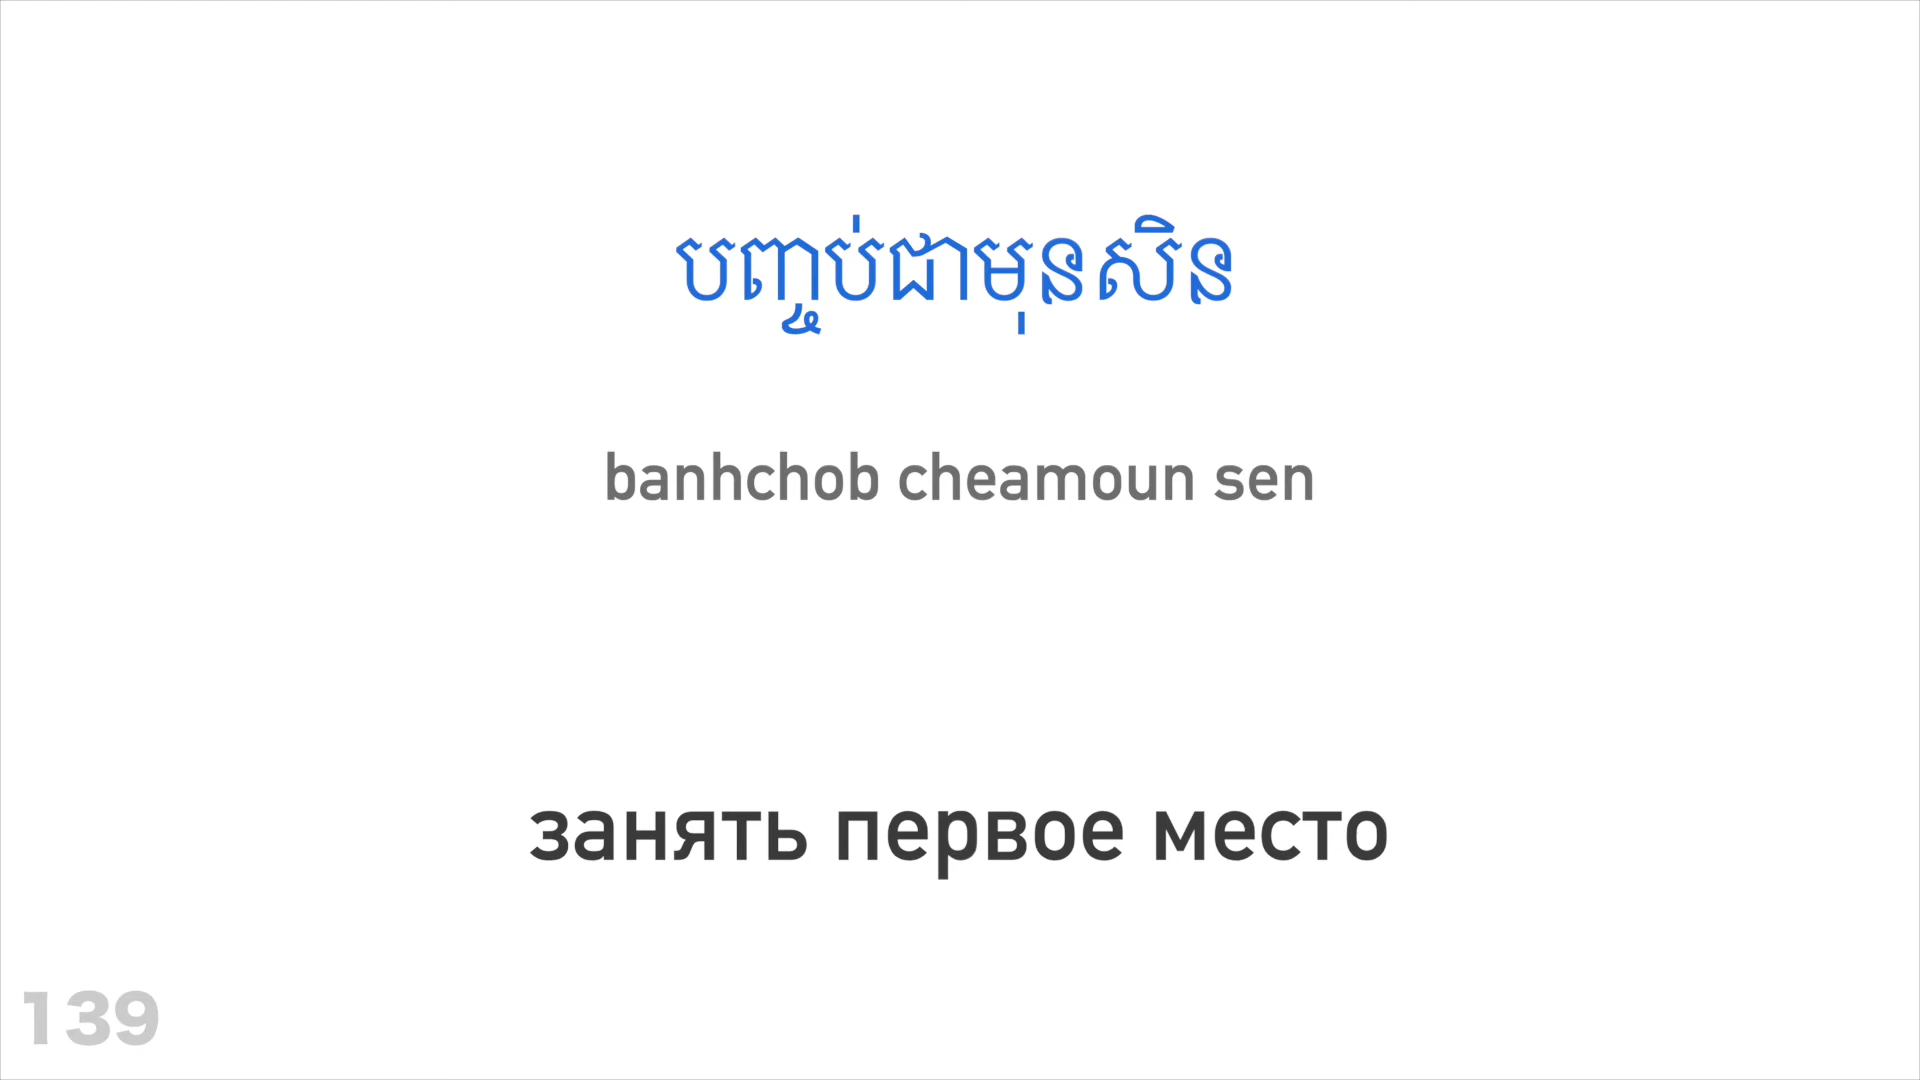 បញ្ចប់ជាមុនសិន
banhchob cheamoun sen
занять первое место
139